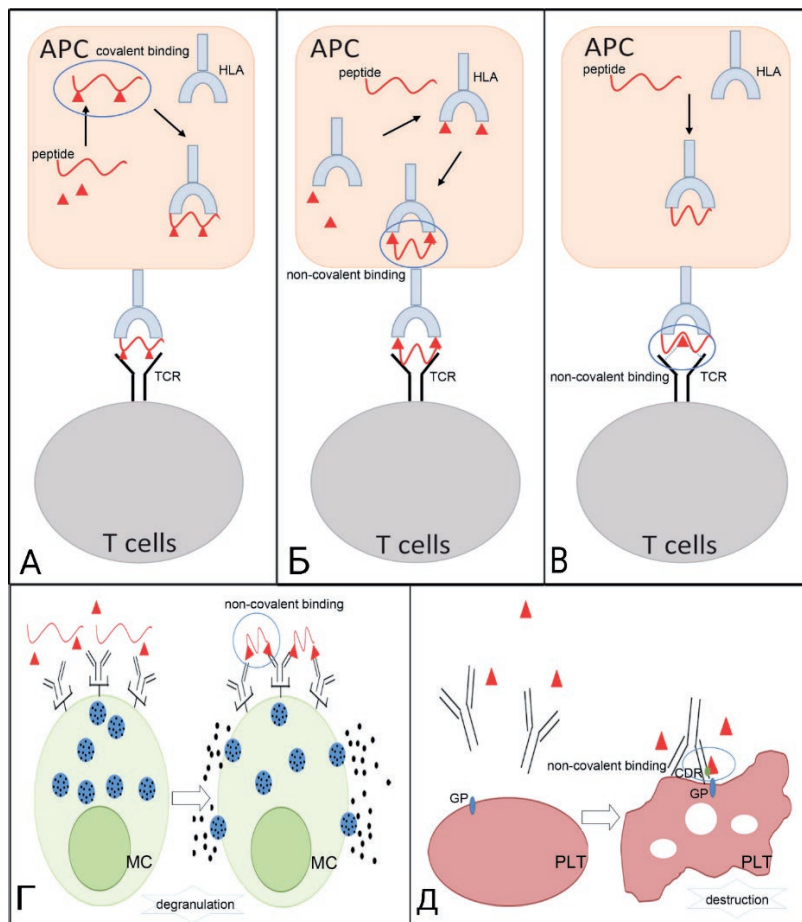 APC
covalent binding
HLA
peptide
TCR
T cells
А
APC
peptide
HLA
non-covalent binding
TCR
T cells
Б
APC
peptide
HLA
non-covalent binding
TCR
T cells
В
non-covalent binding
MC
MC
degranulation
Г
non-covalent binding
CDR
GP
GP
PLT
PLT
destruction
Д